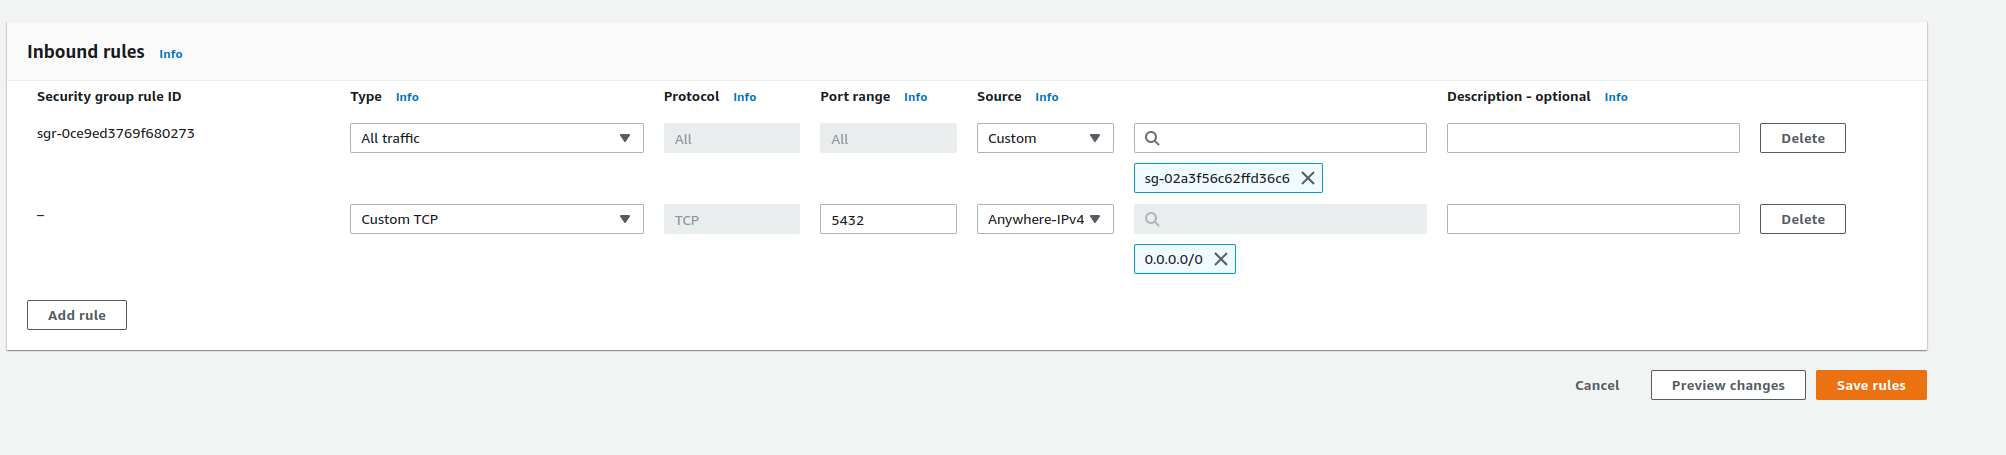 Inbound rules Info
Security group rule ID Type Info Protocol Info Port range Info Source Info Description - optional Info
sgr-0ce9ed3769f680273 All traffic All All Custom Delete
sg-02a3f56c62ffd36c6
– Custom TCP TCP 5432 Anywhere-IPv4 Delete
0.0.0.0/0
Add rule
Cancel Preview changes Save rules